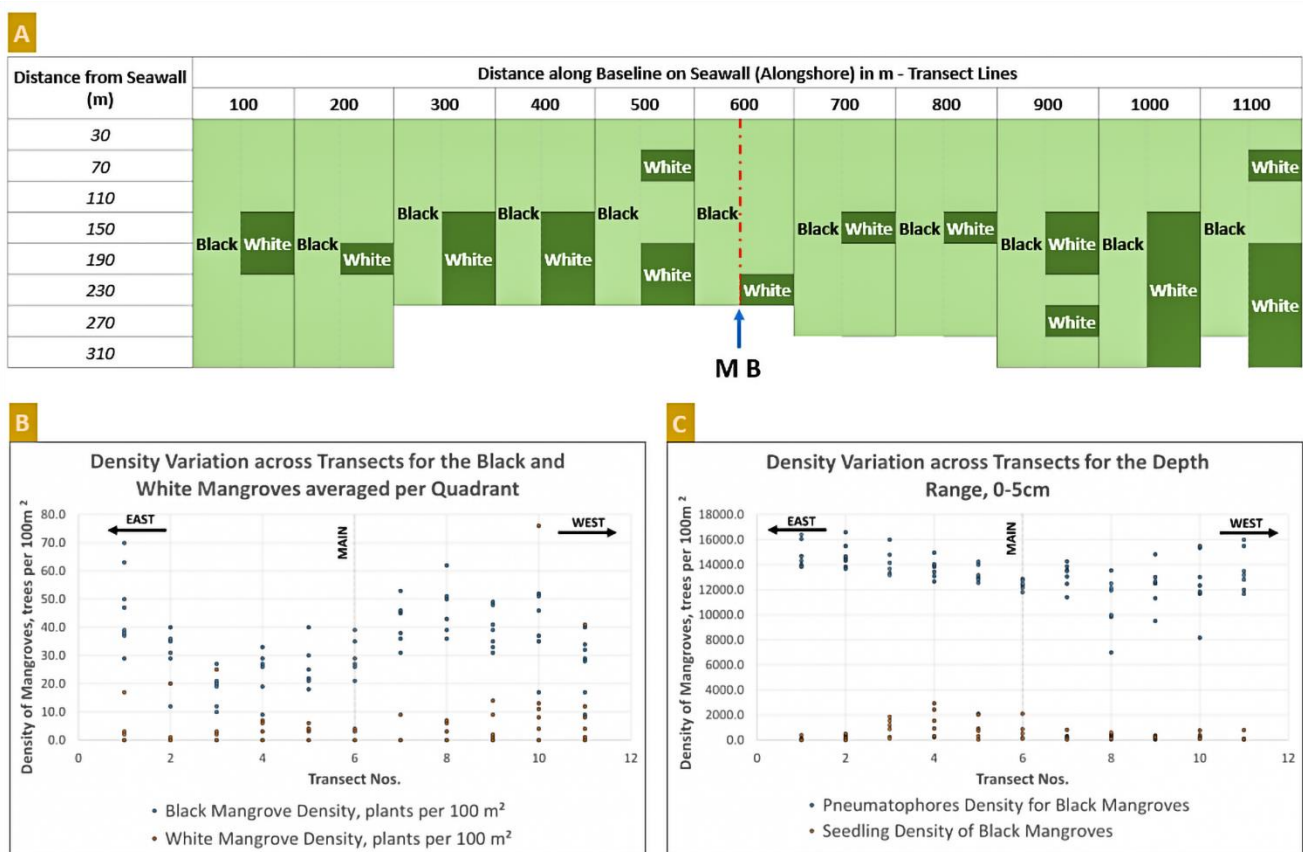 A
Distance from Seawall
(m)
Distance along Baseline on Seawall (Alongshore) in m - Transect Lines
100 200 300 400 500 600 700 800 900 1000 1100
30
70
White White
110
Black Black Black Black Black
150
White White Black
Black White Black Black Black White Black
190
White White White White White White
230
White
270
White
310
M B
B
Density Variation across Transects for the Black and
White Mangroves averaged per Quadrant
Density of Mangroves, trees per 100m²
80.0
70.0
60.0
50.0
40.0
30.0
20.0
10.0
0.0
EAST
MAIN
WEST
0 2 4 6 8 10 12
Transect Nos.
Black Mangrove Density, plants per 100 m²
White Mangrove Density, plants per 100 m²
C
Density Variation across Transects for the Depth
Range, 0-5cm
Density of Mangroves, trees per 100m²
18000.0
16000.0
14000.0
12000.0
10000.0
8000.0
6000.0
4000.0
2000.0
0.0
EAST
MAIN
WEST
0 2 4 6 8 10 12
Transect Nos.
Pneumatophores Density for Black Mangroves
Seedling Density of Black Mangroves